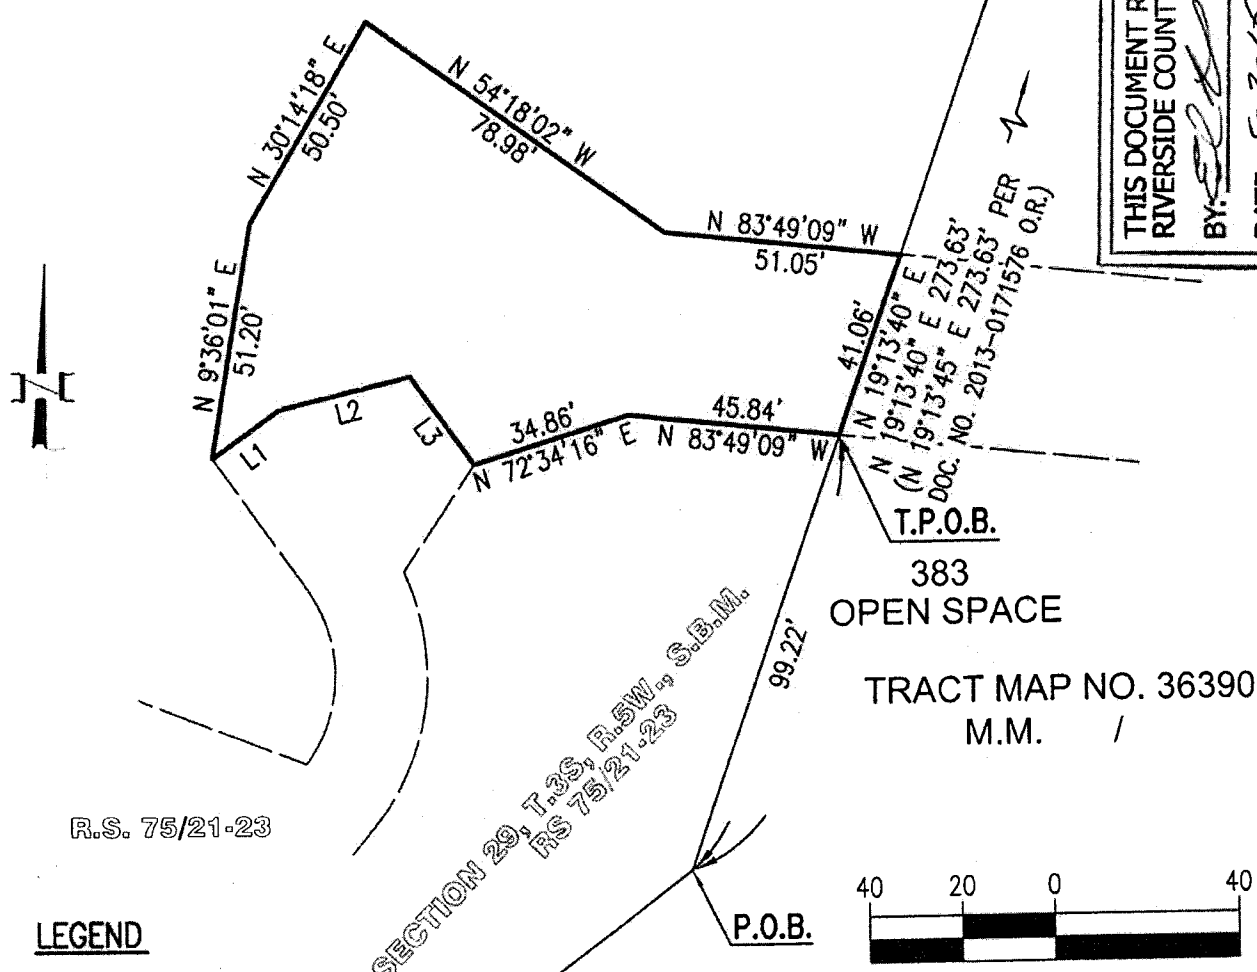 N 30°14'18" E
50.50'
N 54°18'02" W
78.98'
N 83°49'09" W
51.05'
N 9°36'01" E
51.20'
L1
L2
L3
34.86'
N 72°34'16" E
45.84'
N 83°49'09" W
41.06'
N 19°13'40" E
N 19°13'40" E 273.63'
(N 19°13'45" E 273.63' PER
DOC. NO. 2013-0171576 O.R.)
THIS DOCUMENT R
RIVERSIDE COUNT
BY:
T.P.O.B.
383
OPEN SPACE
99.22'
TRACT MAP NO. 36390
M.M. /
SECTION 29, T.3S, R.5W., S.B.M.
RS 75/21-23
R.S. 75/21-23
LEGEND
P.O.B.
40 20 0 40